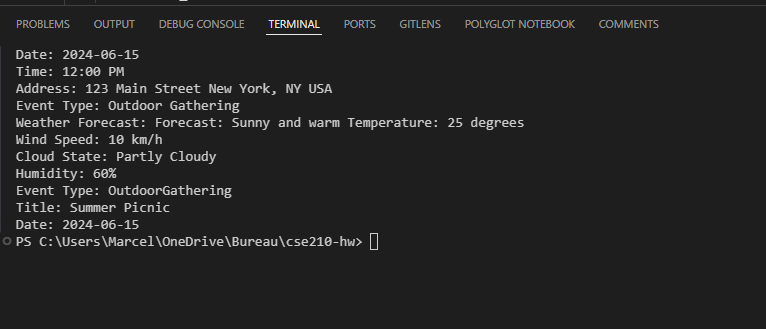 PROBLEMS OUTPUT DEBUG CONSOLE TERMINAL PORTS GITLENS POLYGLOT NOTEBOOK COMMENTS
Date: 2024-06-15
Time: 12:00 PM
Address: 123 Main Street New York, NY USA
Event Type: Outdoor Gathering
Weather Forecast: Forecast: Sunny and warm Temperature: 25 degrees
Wind Speed: 10 km/h
Cloud State: Partly Cloudy
Humidity: 60%
Event Type: OutdoorGathering
Title: Summer Picnic
Date: 2024-06-15
PS C:\Users\Marcel\OneDrive\Bureau\cse210-hw>